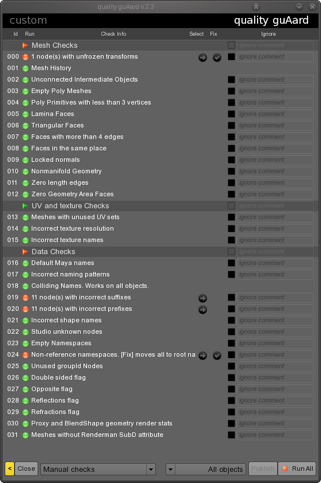 quality guAard v2.3
custom quality guAard
Id Run Check Info Select Fix Ignore
Mesh Checks ignore comment
000 1 node(s) with unfrozen transforms ignore comment
001 Mesh History
002 Unconnected Intermediate Objects ignore comment
003 Empty Poly Meshes ignore comment
004 Poly Primitives with less than 3 vertices ignore comment
005 Lamina Faces ignore comment
006 Triangular Faces ignore comment
007 Faces with more than 4 edges ignore comment
008 Faces in the same place ignore comment
009 Locked normals ignore comment
010 Nonmanifold Geometry ignore comment
011 Zero length edges ignore comment
012 Zero Geometry Area Faces ignore comment
UV and texture Checks ignore comment
013 Meshes with unused UV sets ignore comment
014 Incorrect texture resolution ignore comment
015 Incorrect texture names ignore comment
Data Checks ignore comment
016 Default Maya names ignore comment
017 Incorrect naming patterns ignore comment
018 Colliding Names. Works on all objects.
019 11 node(s) with incorrect suffixes ignore comment
020 11 node(s) with incorrect prefixes ignore comment
021 Incorrect shape names ignore comment
022 Studio unknown nodes ignore comment
023 Empty Namespaces ignore comment
024 Non-reference namespaces. [Fix] moves all to root na ignore comment
025 Unused groupId Nodes ignore comment
026 Double sided flag ignore comment
027 Opposite flag ignore comment
028 Reflections flag ignore comment
029 Refractions flag ignore comment
030 Proxy and BlendShape geometry render stats ignore comment
031 Meshes without Renderman SubD attribute ignore comment
< Close Manual checks All objects Publish Run All